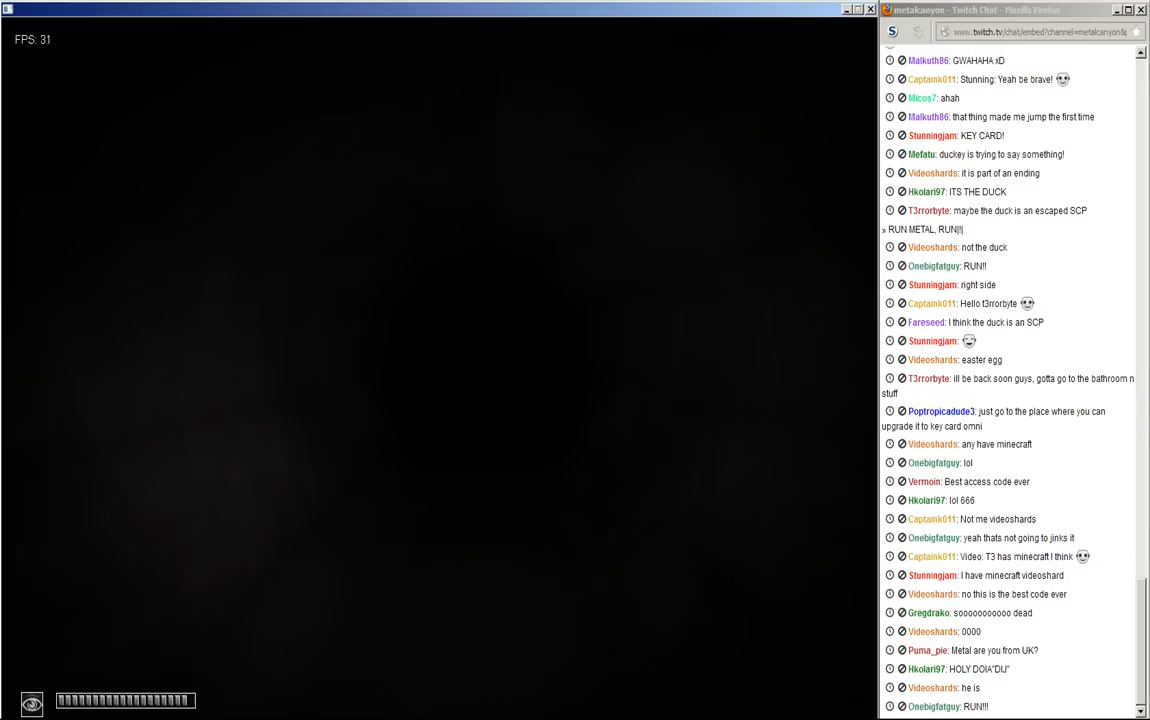 metalcanyon - Twitch Chat - Mozilla Firefox
www.twitch.tv/chat/embed?channel=metalcanyon&
FPS: 31
Malkuth86: GWAHAHA xD
Captaink011: Stunning: Yeah be brave!
Micos7: ahah
Malkuth86: that thing made me jump the first time
Stunningjam: KEY CARD!
Mefatu: duckey is trying to say something!
Videoshards: it is part of an ending
Hkolari97: ITS THE DUCK
T3rrorbyte: maybe the duck is an escaped SCP
» RUN METAL, RUN!|!|
Videoshards: not the duck
Onebigfatguy: RUN!!
Stunningjam: right side
Captaink011: Hello t3rrorbyte
Fareseed: I think the duck is an SCP
Stunningjam:
Videoshards: easter egg
T3rrorbyte: ill be back soon guys, gotta go to the bathroom n
stuff
Poptropicadude3: just go to the place where you can
upgrade it to key card omni
Videoshards: any have minecraft
Onebigfatguy: lol
Vermoin: Best access code ever
Hkolari97: lol 666
Captaink011: Not me videoshards
Onebigfatguy: yeah thats not going to jinks it
Captaink011: Video: T3 has minecraft I think
Stunningjam: I have minecraft videoshard
Videoshards: no this is the best code ever
Gregdrako: sooooooooooo dead
Videoshards: 0000
Puma_pie: Metal are you from UK?
Hkolari97: HOLY DOIA"DIJ"
Videoshards: he is
Onebigfatguy: RUN!!!